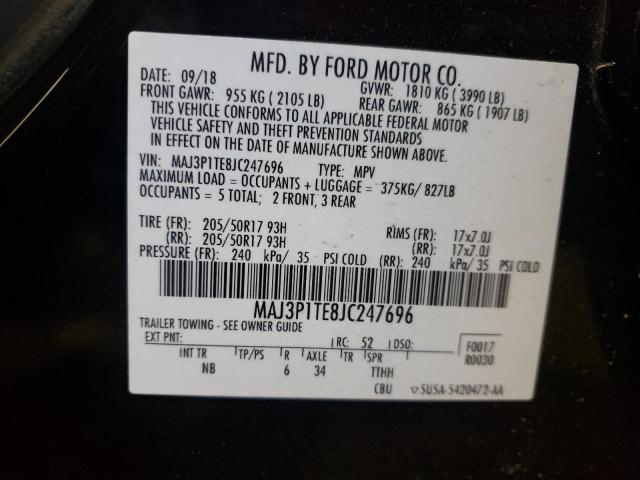 MFD. BY FORD MOTOR CO.
DATE: 09/18 GVWR: 1810 KG ( 3990 LB)
FRONT GAWR: 955 KG ( 2105 LB) REAR GAWR: 865 KG ( 1907 LB)
THIS VEHICLE CONFORMS TO ALL APPLICABLE FEDERAL MOTOR
VEHICLE SAFETY AND THEFT PREVENTION STANDARDS
IN EFFECT ON THE DATE OF MANUFACTURE SHOWN ABOVE.
VIN: MAJ3P1TE8JC247696 TYPE: MPV
MAXIMUM LOAD = OCCUPANTS + LUGGAGE = 375KG/ 827LB
OCCUPANTS = 5 TOTAL; 2 FRONT, 3 REAR
TIRE (FR): 205/50R17 93H RIMS (FR): 17x7.0J
(RR): 205/50R17 93H (RR): 17x7.0J
PRESSURE (FR): 240 kPa/ 35 PSI COLD (RR): 240 kPa/ 35 PSI COLD
MAJ3P1TE8JC247696
TRAILER TOWING - SEE OWNER GUIDE
EXT PNT: RC: 52 DSO: F0017
INT TR TP/PS R AXLE TR SPR R0030
NB 6 34 TTHH
CBU ▽5U5A-5420472-AA